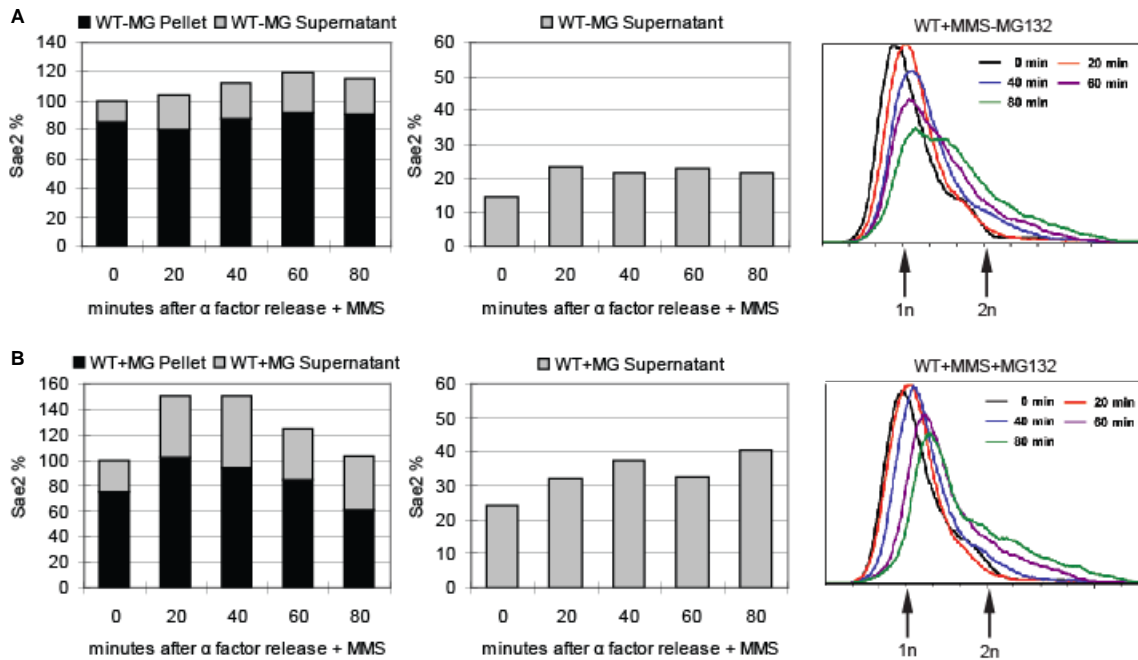 A
WT-MG Pellet WT-MG Supernatant
140
120
100
80
60
40
20
0
Sae2 %
0 20 40 60 80
minutes after α factor release + MMS
WT-MG Supernatant
60
50
40
30
20
10
0
Sae2 %
0 20 40 60 80
minutes after α factor release + MMS
WT+MMS-MG132
0 min 20 min
40 min 60 min
80 min
1n 2n
B
WT+MG Pellet WT+MG Supernatant
160
140
120
100
80
60
40
20
0
Sae2 %
0 20 40 60 80
minutes after α factor release + MMS
WT+MG Supernatant
60
50
40
30
20
10
0
Sae2 %
0 20 40 60 80
minutes after α factor release + MMS
WT+MMS+MG132
0 min 20 min
40 min 60 min
80 min
1n 2n